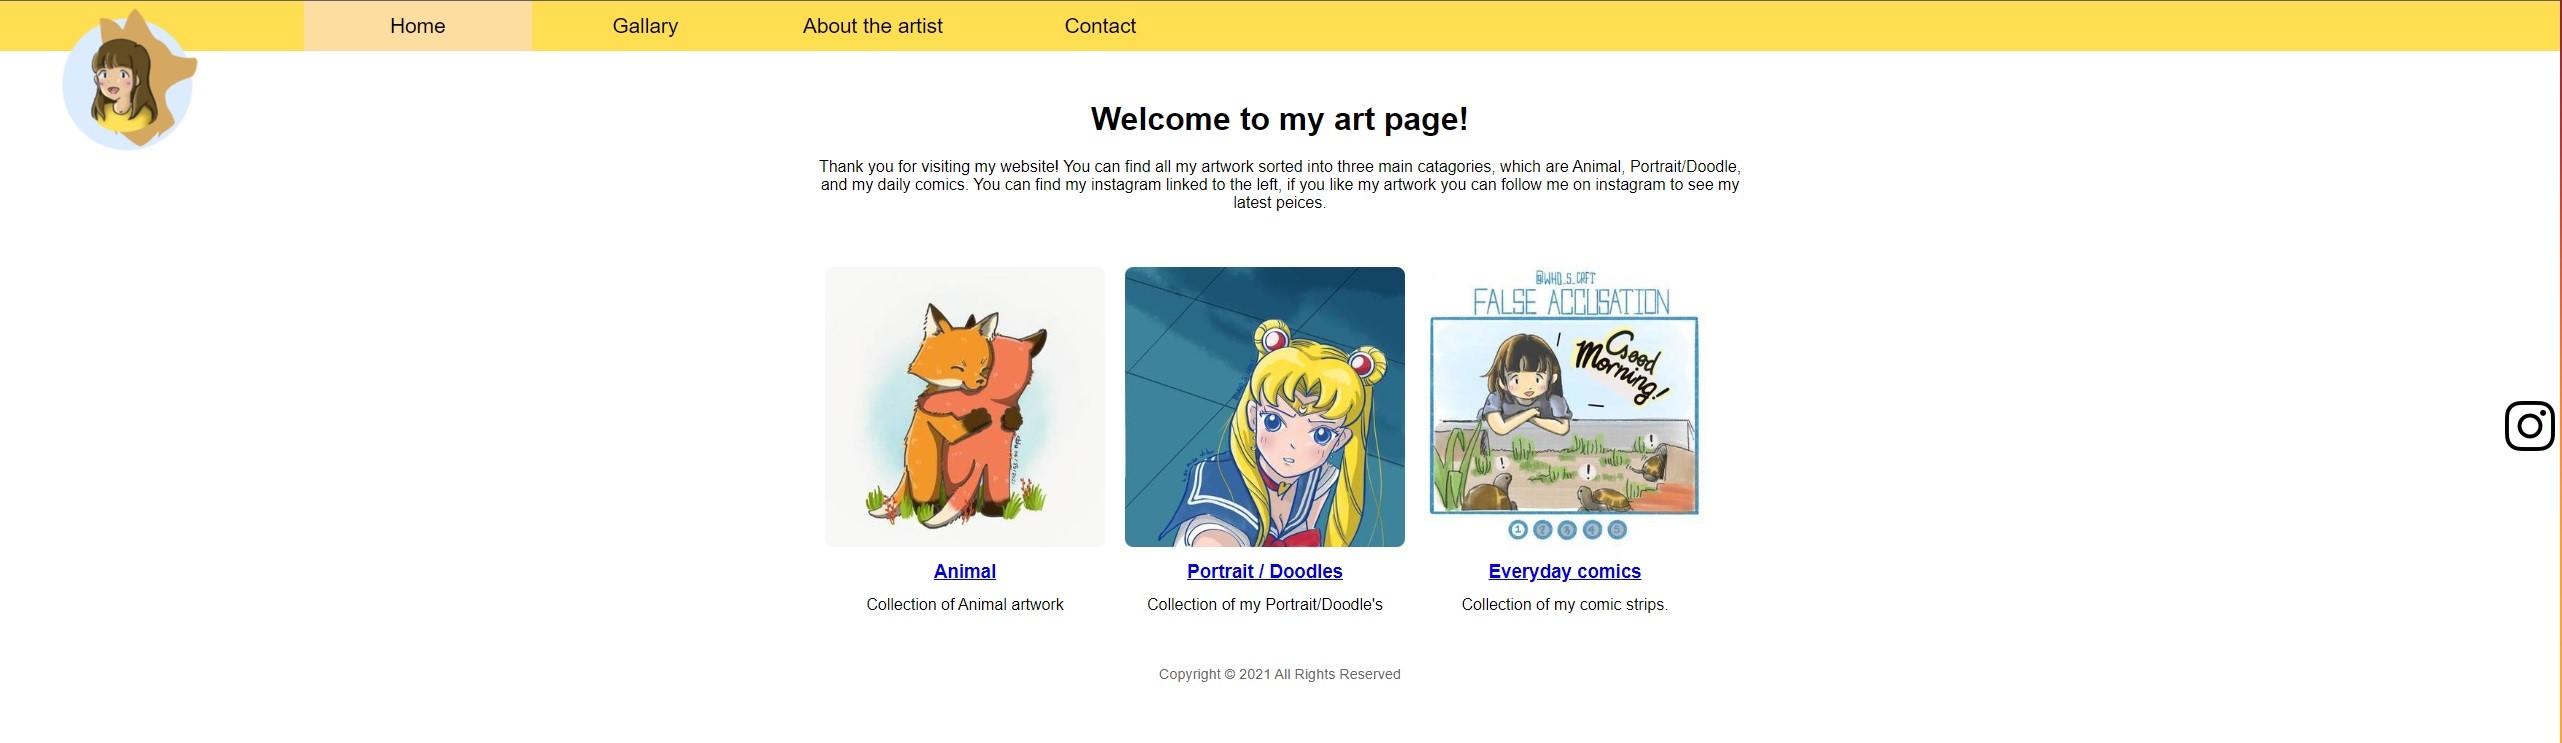 Home
Gallary
About the artist
Contact
Welcome to my art page!
Thank you for visiting my website! You can find all my artwork sorted into three main catagories, which are Animal, Portrait/Doodle,
and my daily comics. You can find my instagram linked to the left, if you like my artwork you can follow me on instagram to see my
latest peices.
@WHO_S_CRFT
FALSE ACCUSATION
Good
Morning!
!
!
!
1 2 3 4 5
Animal
Portrait / Doodles
Everyday comics
Collection of Animal artwork
Collection of my Portrait/Doodle's
Collection of my comic strips.
Copyright © 2021 All Rights Reserved